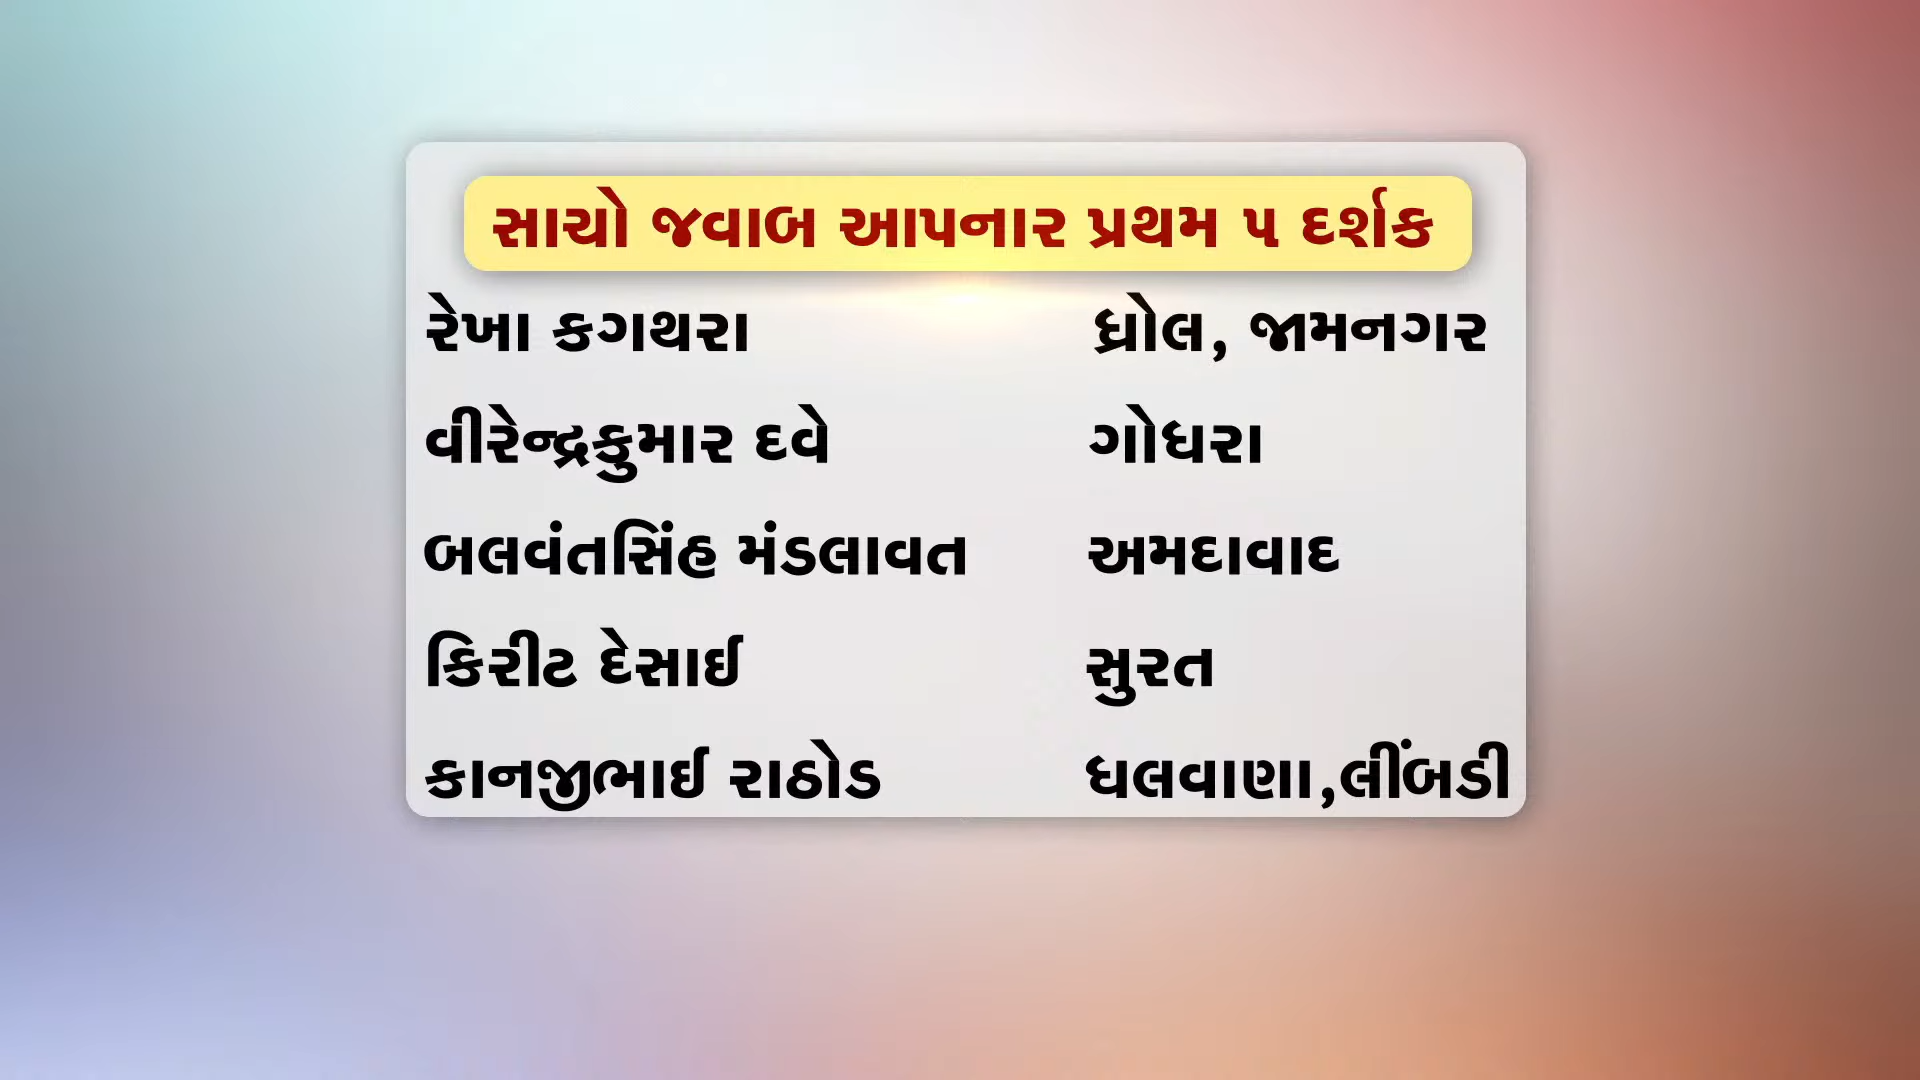 સાચો જવાબ આપનાર પ્રથમ ૫ દર્શક
રેખા કગથરા ધ્રોલ, જામનગર
વીરેન્દ્રકુમાર દવે ગોધરા
બલવંતસિંહ મંડલાવત અમદાવાદ
કિરીટ દેસાઈ સુરત
કાનજીભાઈ રાઠોડ ધલવાણા,લીંબડી